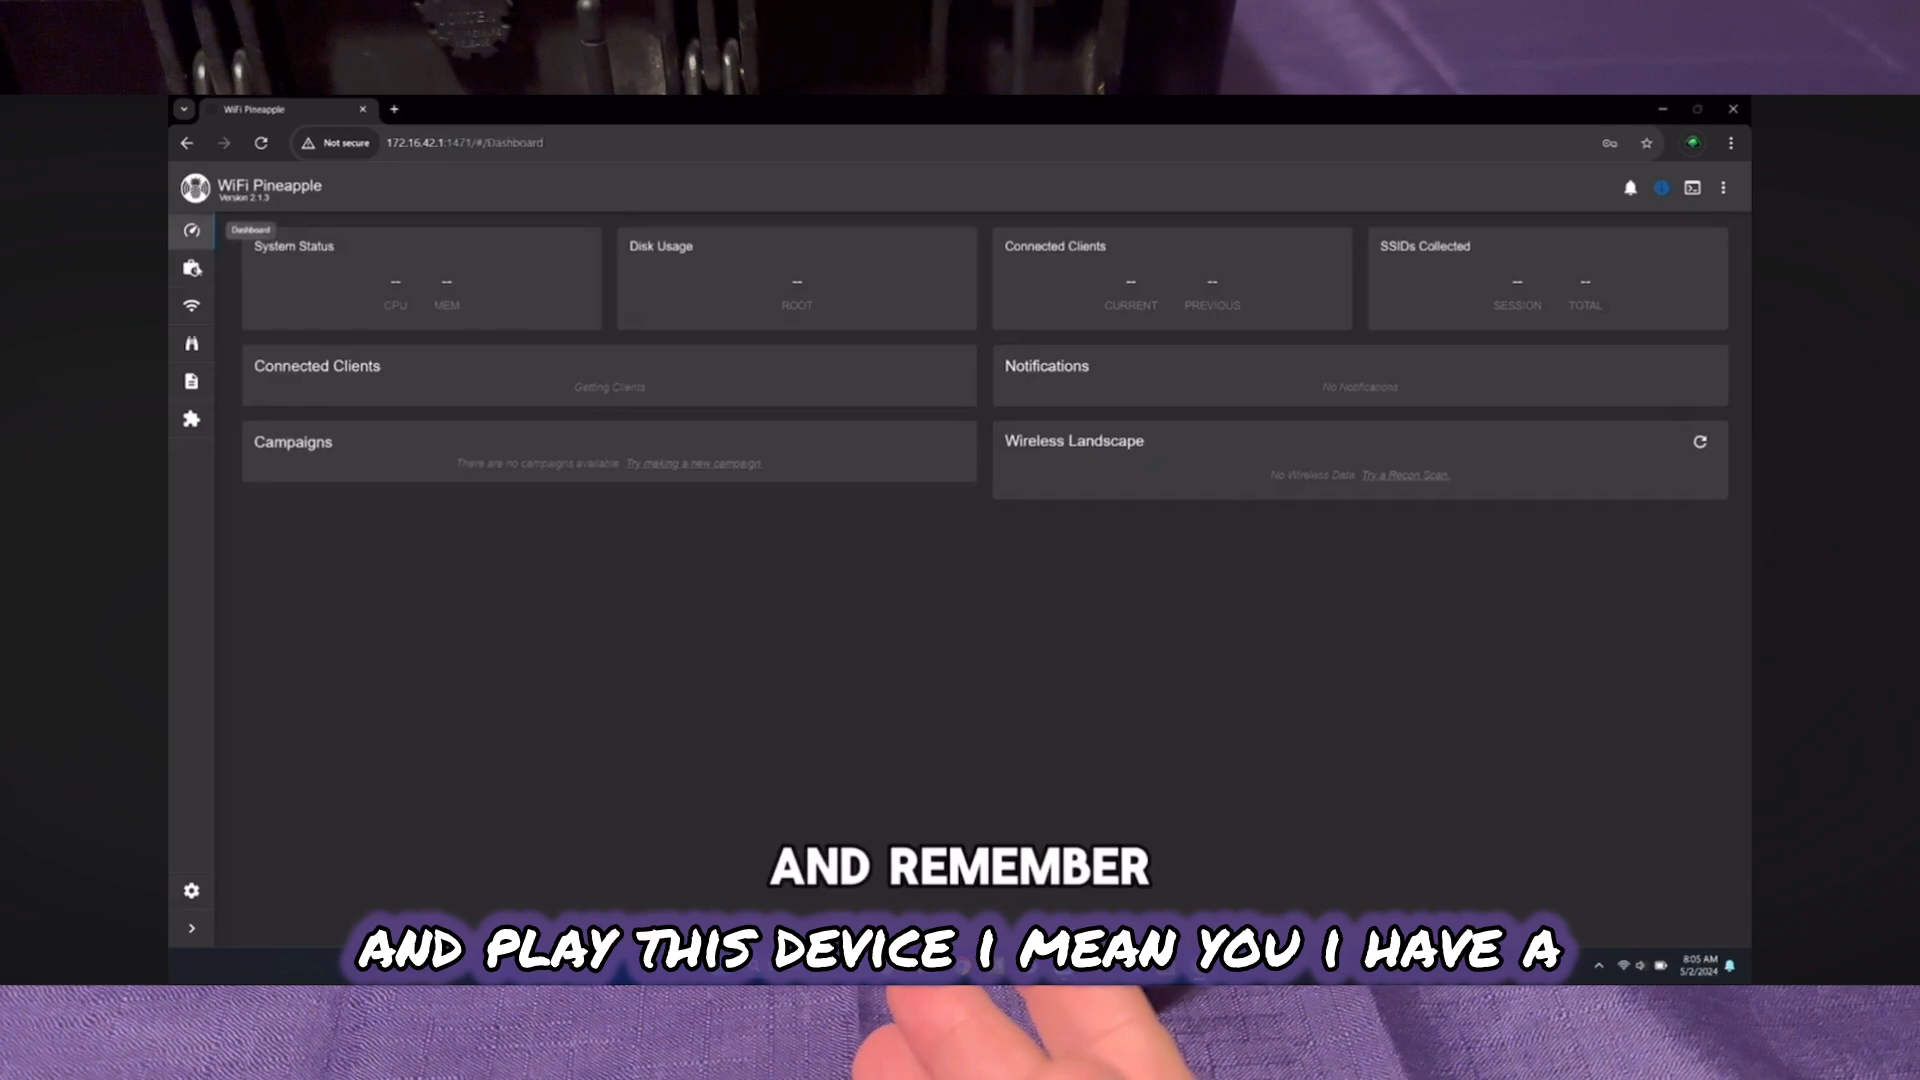 WiFi Pineapple
Not secure
172.16.42.1:1471/#/Dashboard
WiFi Pineapple
Version 2.1.3
Dashboard
System Status
--
--
CPU
MEM
Disk Usage
--
ROOT
Connected Clients
--
--
CURRENT
PREVIOUS
SSIDs Collected
--
--
SESSION
TOTAL
Connected Clients
Getting Clients
Notifications
No Notifications
Campaigns
There are no campaigns available Try making a new campaign.
Wireless Landscape
No Wireless Data Try a Recon Scan.
AND REMEMBER
AND PLAY THIS DEVICE I MEAN YOU I HAVE A
8:05 AM
5/2/2024